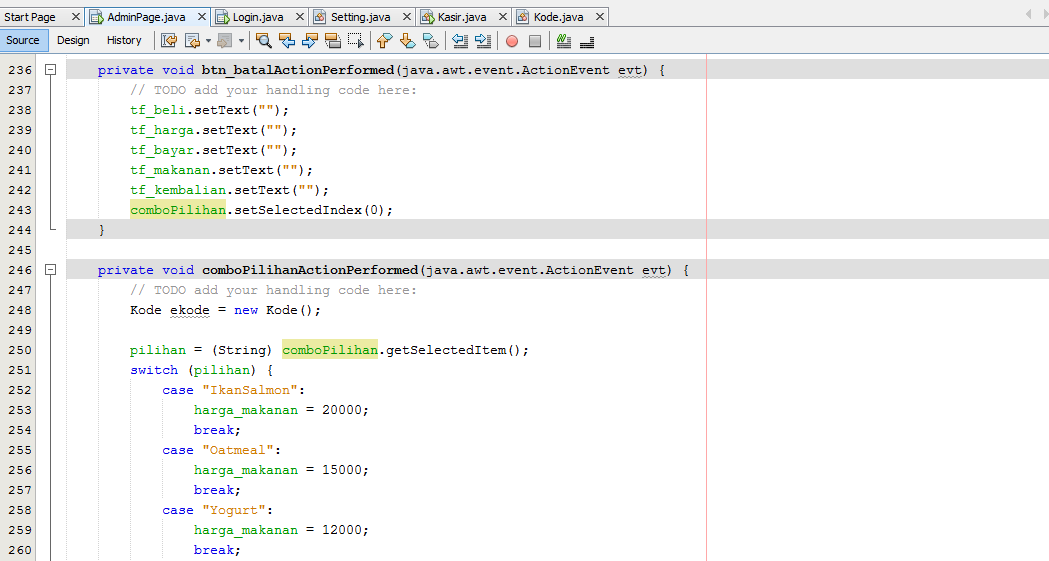 Start Page AdminPage.java Login.java Setting.java Kasir.java Kode.java
Source Design History
236 private void btn_batalActionPerformed(java.awt.event.ActionEvent evt) {
237 // TODO add your handling code here:
238 tf_beli.setText("");
239 tf_harga.setText("");
240 tf_bayar.setText("");
241 tf_makanan.setText("");
242 tf_kembalian.setText("");
243 comboPilihan.setSelectedIndex(0);
244 }
245
246 private void comboPilihanActionPerformed(java.awt.event.ActionEvent evt) {
247 // TODO add your handling code here:
248 Kode ekode = new Kode();
249
250 pilihan = (String) comboPilihan.getSelectedItem();
251 switch (pilihan) {
252 case "IkanSalmon":
253 harga_makanan = 20000;
254 break;
255 case "Oatmeal":
256 harga_makanan = 15000;
257 break;
258 case "Yogurt":
259 harga_makanan = 12000;
260 break;